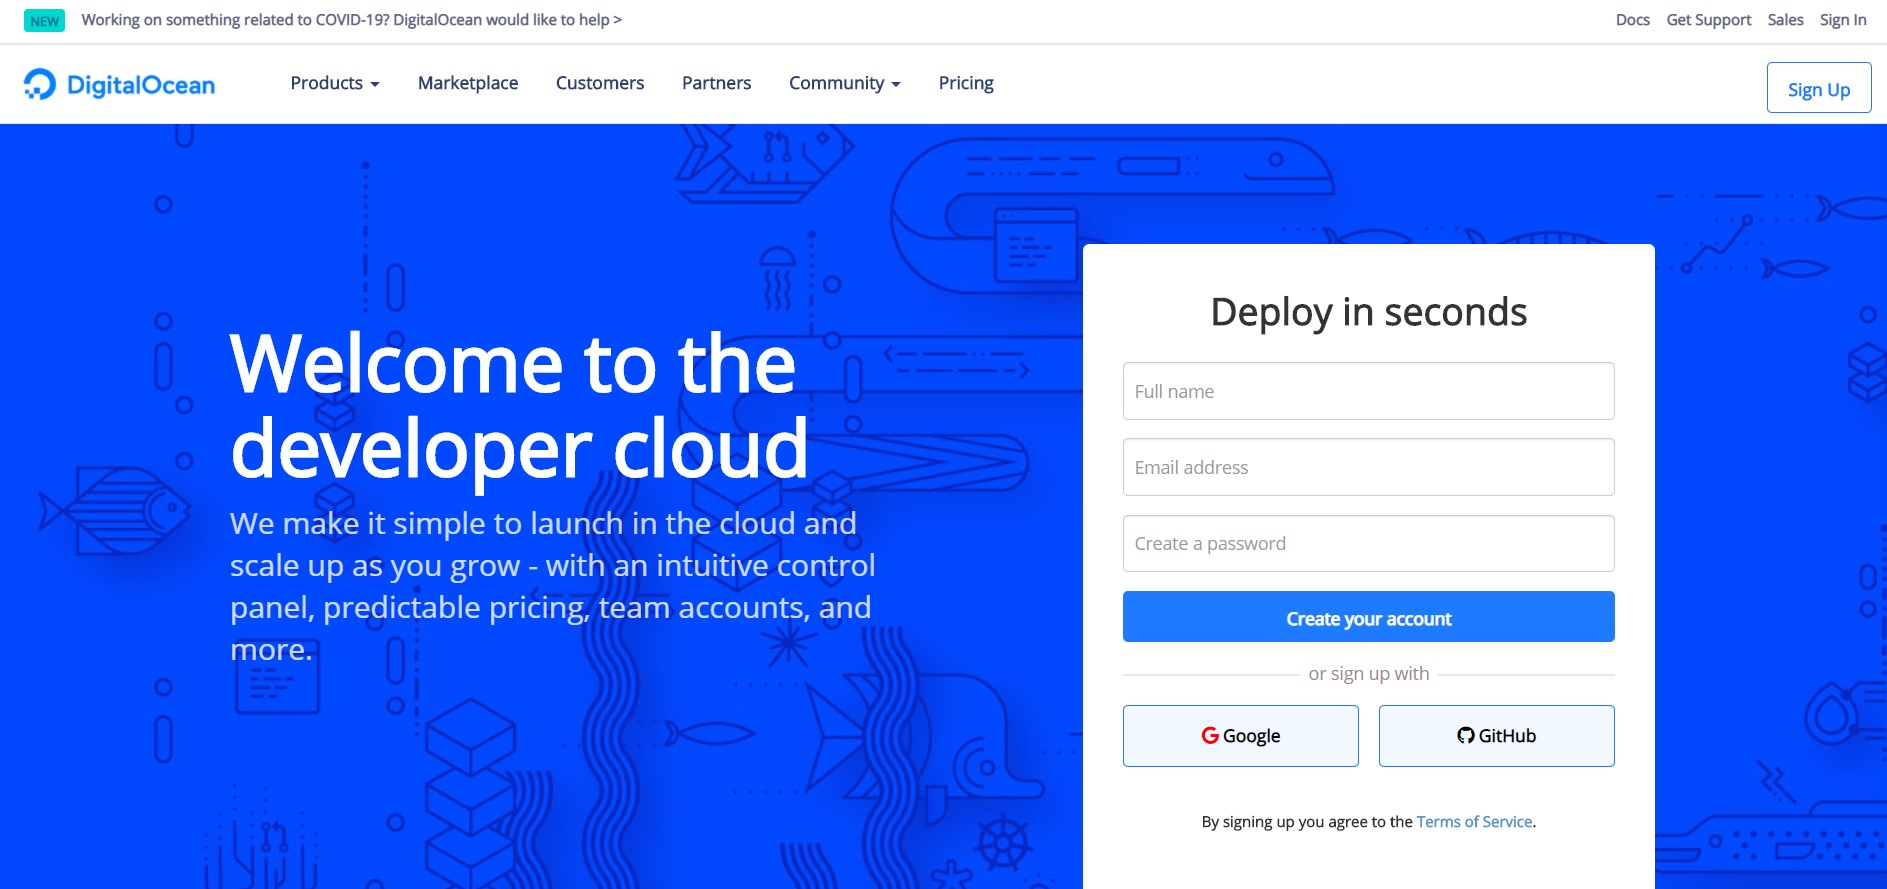 NEW Working on something related to COVID-19? DigitalOcean would like to help >
Docs Get Support Sales Sign In
DigitalOcean
Products Marketplace Customers Partners Community Pricing
Sign Up
Welcome to the
developer cloud
We make it simple to launch in the cloud and
scale up as you grow - with an intuitive control
panel, predictable pricing, team accounts, and
more.
Deploy in seconds
Full name
Email address
Create a password
Create your account
or sign up with
Google
GitHub
By signing up you agree to the Terms of Service.